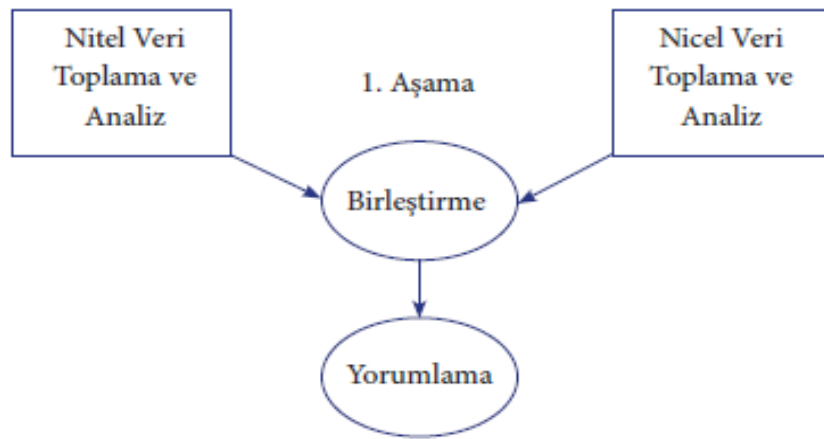 Nitel Veri
Toplama ve
Analiz
1. Aşama
Nicel Veri
Toplama ve
Analiz
Birleştirme
Yorumlama